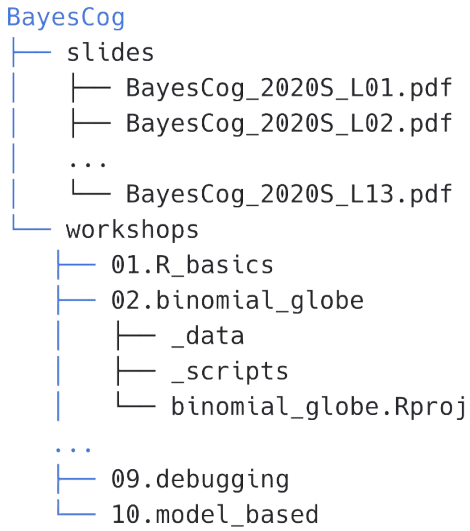 BayesCog
├── slides
│   ├── BayesCog_2020S_L01.pdf
│   ├── BayesCog_2020S_L02.pdf
│   ...
│   └── BayesCog_2020S_L13.pdf
└── workshops
    ├── 01.R_basics
    ├── 02.binomial_globe
    │   ├── _data
    │   ├── _scripts
    │   └── binomial_globe.Rproj
    ...
    ├── 09.debugging
    └── 10.model_based